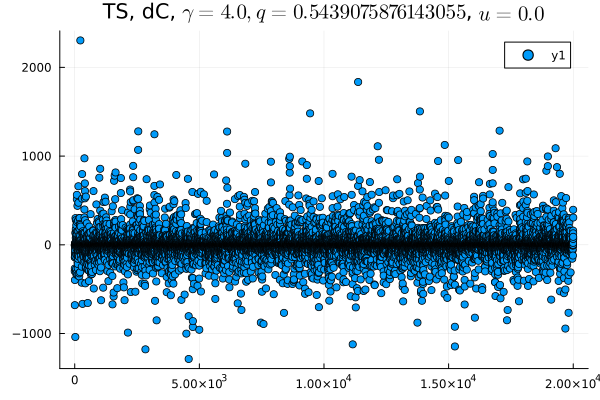 TS, dC, γ = 4.0, q = 0.5439075876143055, u = 0.0
y1
2000
1000
0
−1000
0 5.00×10³ 1.00×10⁴ 1.50×10⁴ 2.00×10⁴